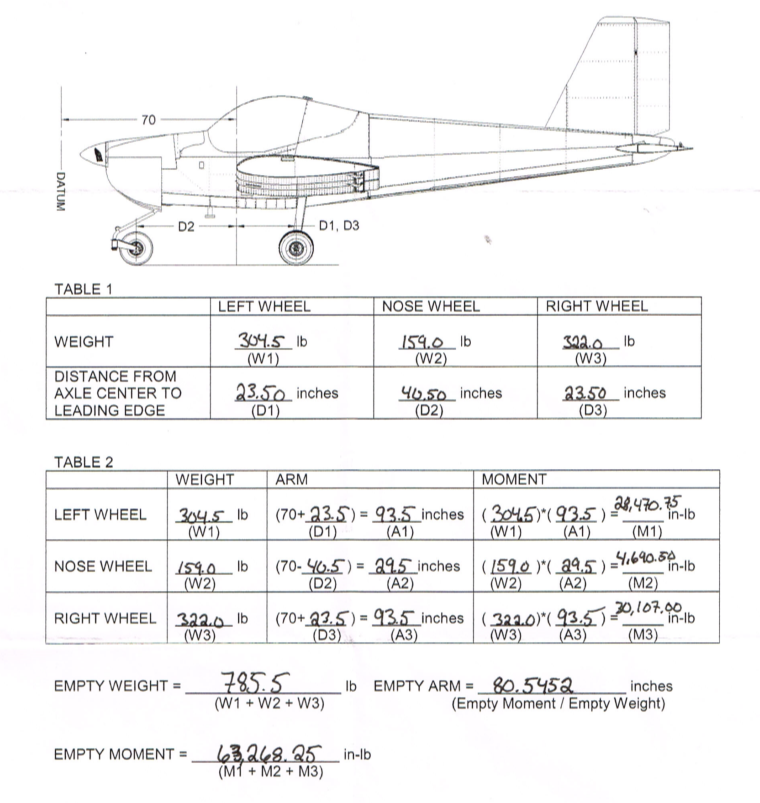 70
DATUM
D2
D1, D3
TABLE 1
LEFT WHEEL NOSE WHEEL RIGHT WHEEL
WEIGHT 304.5 lb 159.0 lb 322.0 lb
(W1) (W2) (W3)
DISTANCE FROM
AXLE CENTER TO
LEADING EDGE
23.50 inches 40.50 inches 23.50 inches
(D1) (D2) (D3)
TABLE 2
WEIGHT ARM MOMENT
LEFT WHEEL 304.5 lb (70+ 23.5) = 93.5 inches (304.5)*(93.5) = 28,470.75 in-lb
(W1) (D1) (A1) (W1) (A1) (M1)
NOSE WHEEL 159.0 lb (70- 40.5) = 29.5 inches (159.0)*(29.5) = 4,690.50 in-lb
(W2) (D2) (A2) (W2) (A2) (M2)
RIGHT WHEEL 322.0 lb (70+ 23.5) = 93.5 inches (322.0)*(93.5) = 30,107.00 in-lb
(W3) (D3) (A3) (W3) (A3) (M3)
EMPTY WEIGHT = 785.5 lb EMPTY ARM = 80.5452 inches
(W1 + W2 + W3) (Empty Moment / Empty Weight)
EMPTY MOMENT = 63,268.25 in-lb
(M1 + M2 + M3)